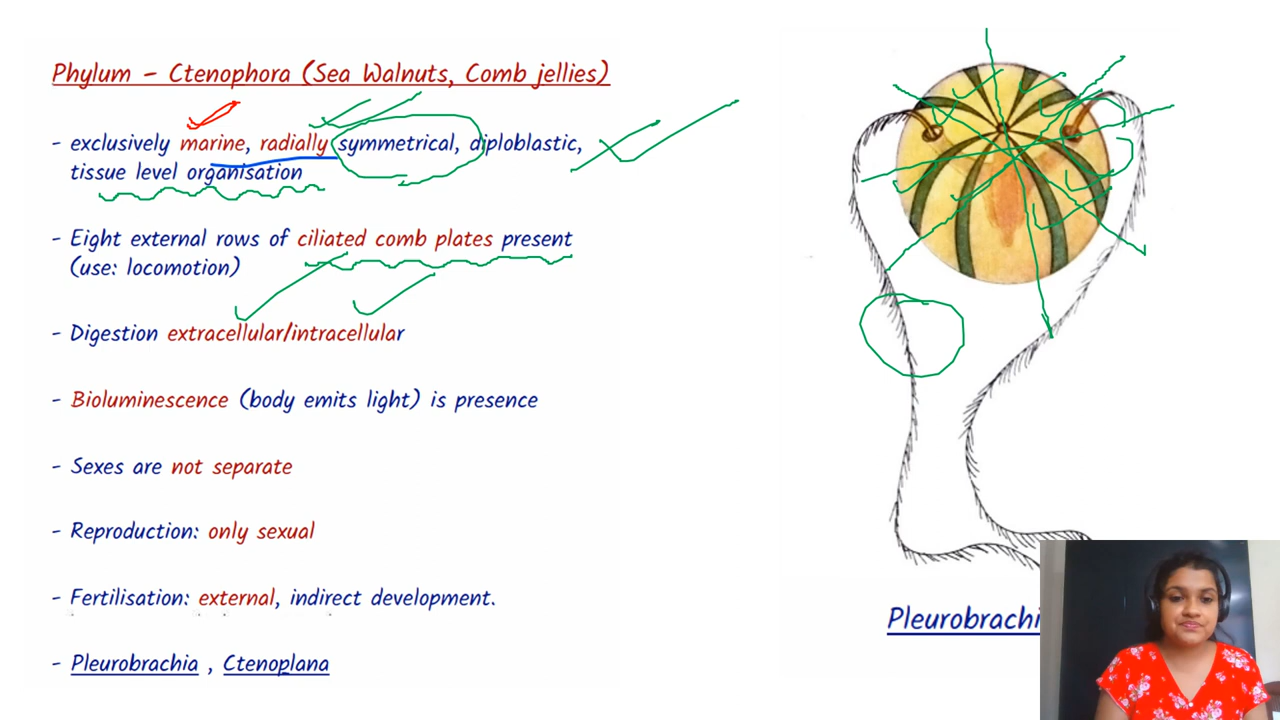 Phylum - Ctenophora (Sea Walnuts, Comb jellies)
- exclusively marine, radially symmetrical, diploblastic,
tissue level organisation
- Eight external rows of ciliated comb plates present
(use: locomotion)
- Digestion extracellular/intracellular
- Bioluminescence (body emits light) is presence
- Sexes are not separate
- Reproduction: only sexual
- Fertilisation: external, indirect development.
- Pleurobrachia , Ctenoplana
Pleurobrachi